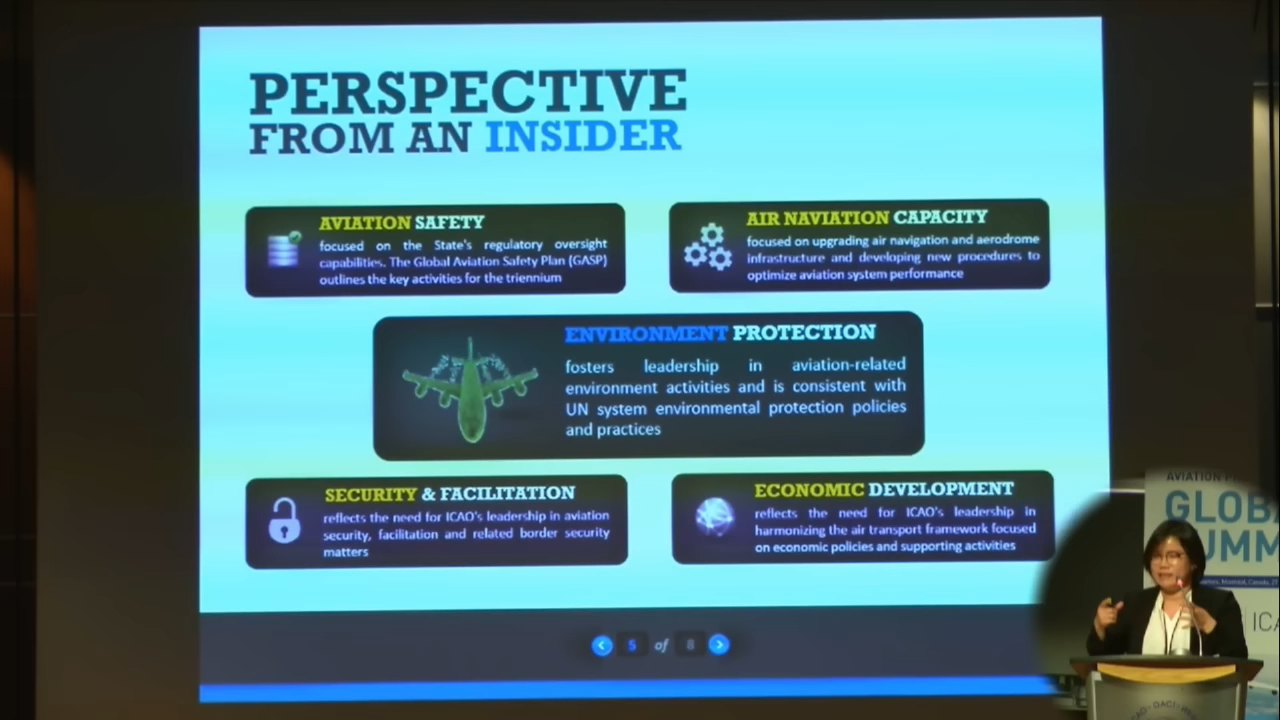 PERSPECTIVE
FROM AN INSIDER
AVIATION SAFETY
focused on the State's regulatory oversight
capabilities. The Global Aviation Safety Plan (GASP)
outlines the key activities for the triennium
AIR NAVIATION CAPACITY
focused on upgrading air navigation and aerodrome
infrastructure and developing new procedures to
optimize aviation system performance
ENVIRONMENT PROTECTION
fosters leadership in aviation-related
environment activities and is consistent with
UN system environmental protection policies
and practices
SECURITY & FACILITATION
reflects the need for ICAO's leadership in aviation
security, facilitation and related border security
matters
ECONOMIC DEVELOPMENT
reflects the need for ICAO's leadership in
harmonizing the air transport framework focused
on economic policies and supporting activities
5 of 8
AVIATION
GLOBA
UMM
Montreal, Canada
ICA
OACI